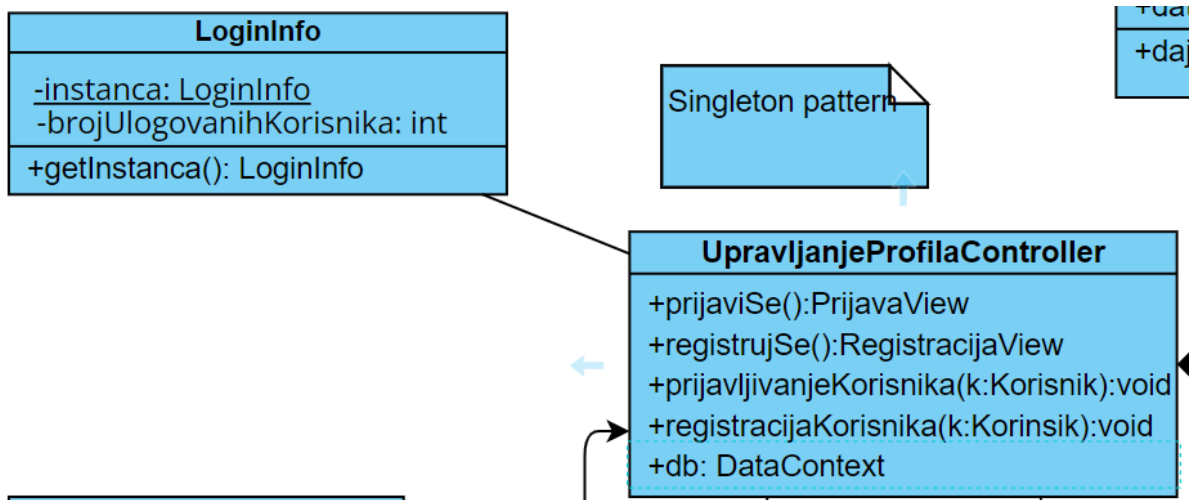 LoginInfo
-instanca: LoginInfo
-brojUlogovanihKorisnika: int
+getInstanca(): LoginInfo
Singleton pattern
+daj
UpravljanjeProfilaController
+prijaviSe():PrijavaView
+registrujSe():RegistracijaView
+prijavljivanjeKorisnika(k:Korisnik):void
+registracijaKorisnika(k:Korinsik):void
+db: DataContext